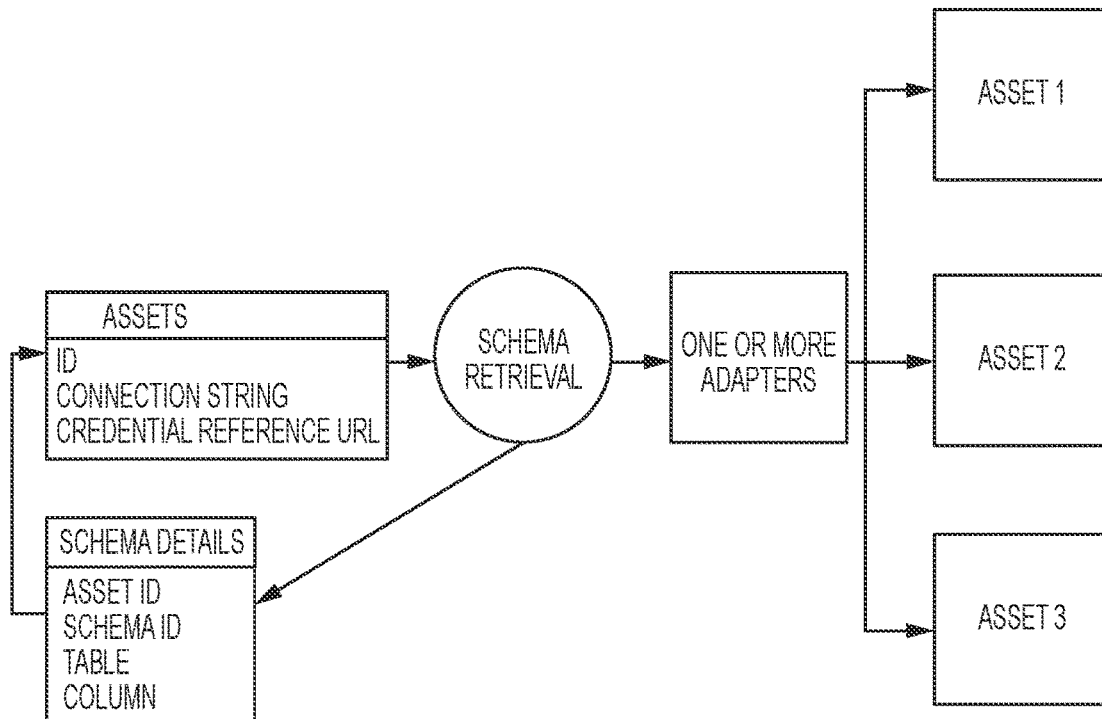 ASSETS
ID
CONNECTION STRING
CREDENTIAL REFERENCE URL
SCHEMA DETAILS
ASSET ID
SCHEMA ID
TABLE
COLUMN
SCHEMA
RETRIEVAL
ONE OR MORE
ADAPTERS
ASSET 1
ASSET 2
ASSET 3